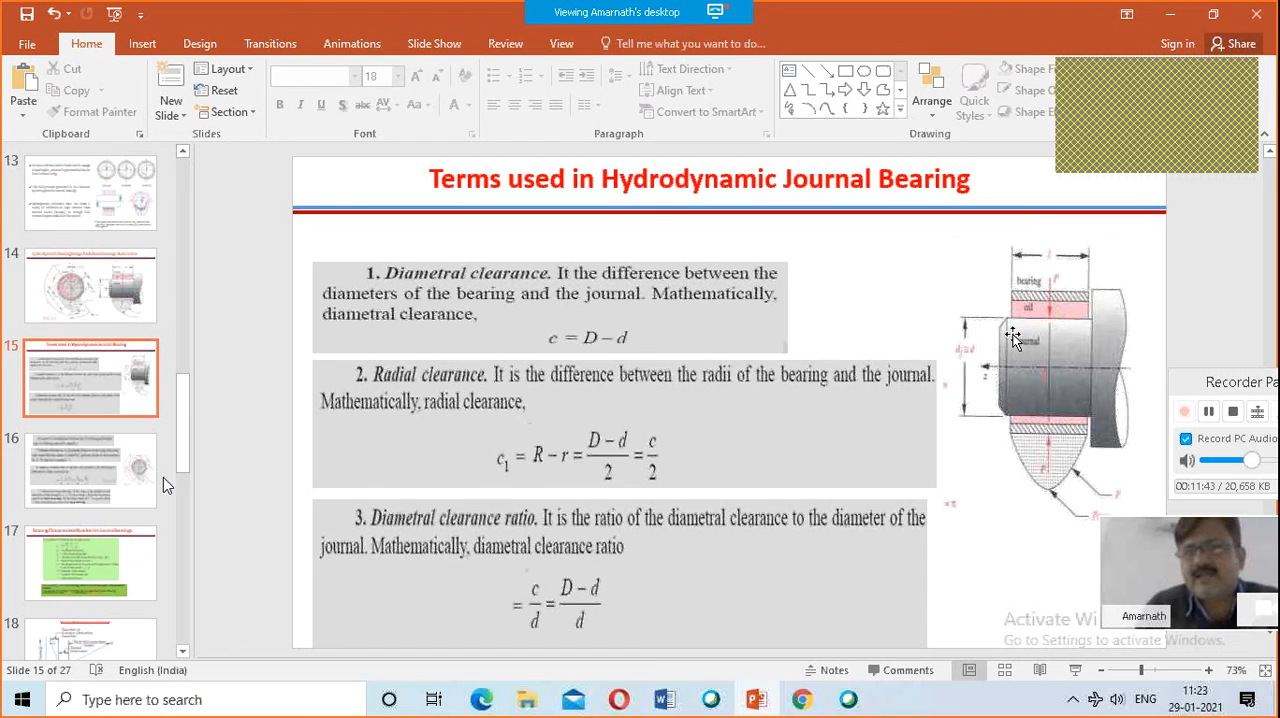 Viewing Amarnath's desktop
File Home Insert Design Transitions Animations Slide Show Review View Tell me what you want to do... Sign in Share
Paste
Cut
Copy
Format Painter
Clipboard
New
Slide
Layout
Reset
Section
Slides
18
Font
Text Direction
Align Text
Convert to SmartArt
Paragraph
Arrange
Quick
Styles
Shape
Shape
Shape
Drawing
13
14
15
16
17
18
Terms used in Hydrodynamic Journal Bearing
1. Diametral clearance. It the difference between the
diameters of the bearing and the journal. Mathematically,
diametral clearance,
c = D – d
2. Radial clearance. It is the difference between the radii of the bearing and the journal.
Mathematically, radial clearance,
c1 = R – r = (D – d)/2 = c/2
3. Diametral clearance ratio. It is the ratio of the diametral clearance to the diameter of the
journal. Mathematically, diametral clearance ratio
= c/d = (D – d)/d
bearing
oil
Recorder Pa
Record PC Audio
00:11:43 / 20,658 KB
Amarnath
Activate Wi
Go to Settings to activate Windows.
Slide 15 of 27 English (India) Notes Comments 73%
Type here to search
ENG
11:23
29-01-2021